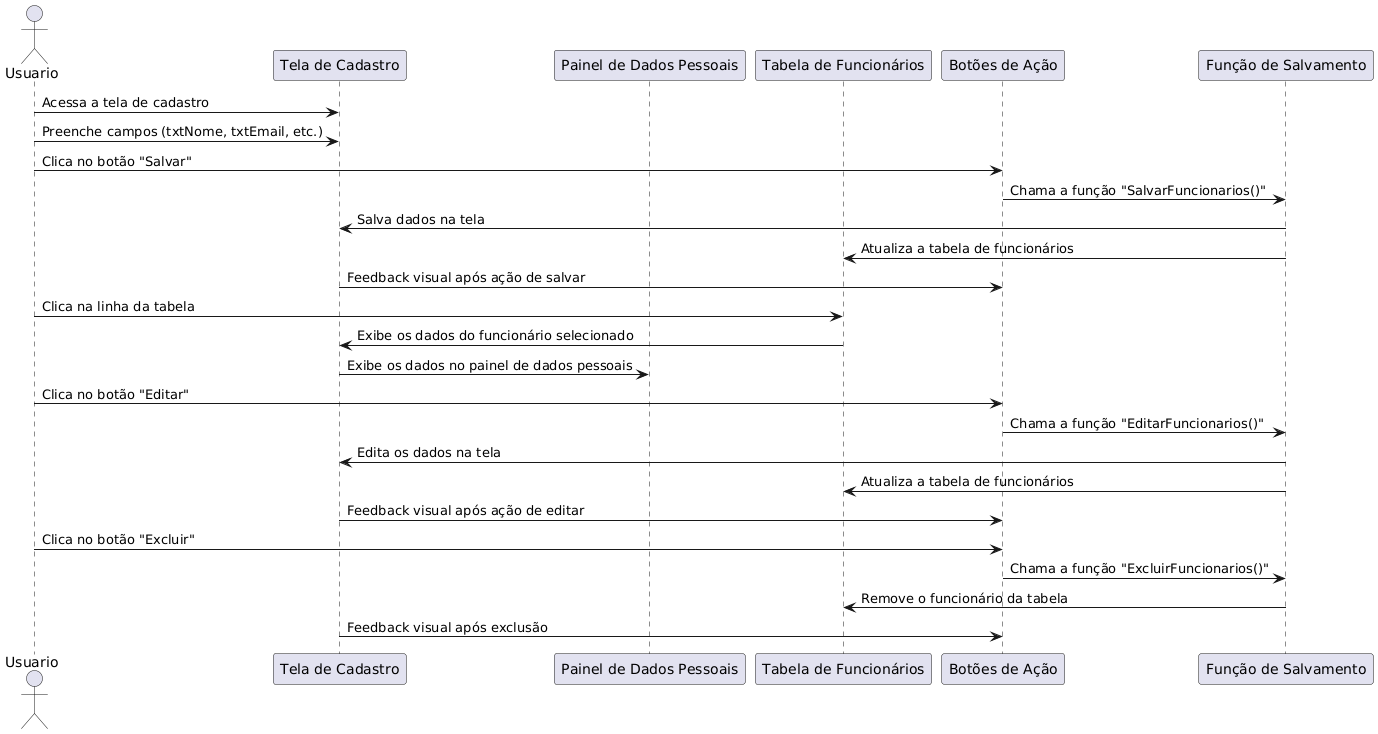 Usuario
Tela de Cadastro
Painel de Dados Pessoais
Tabela de Funcionários
Botões de Ação
Função de Salvamento
Acessa a tela de cadastro
Preenche campos (txtNome, txtEmail, etc.)
Clica no botão "Salvar"
Chama a função "SalvarFuncionarios()"
Salva dados na tela
Atualiza a tabela de funcionários
Feedback visual após ação de salvar
Clica na linha da tabela
Exibe os dados do funcionário selecionado
Exibe os dados no painel de dados pessoais
Clica no botão "Editar"
Chama a função "EditarFuncionarios()"
Edita os dados na tela
Atualiza a tabela de funcionários
Feedback visual após ação de editar
Clica no botão "Excluir"
Chama a função "ExcluirFuncionarios()"
Remove o funcionário da tabela
Feedback visual após exclusão
Usuario
Tela de Cadastro
Painel de Dados Pessoais
Tabela de Funcionários
Botões de Ação
Função de Salvamento